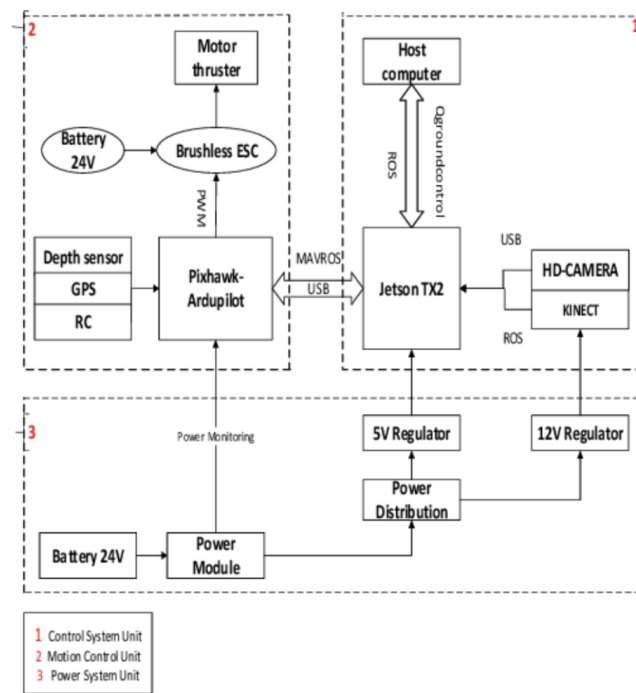 2
Motor
thruster
Battery
24V
Brushless ESC
PWM
Depth sensor
GPS
RC
Pixhawk-
Ardupilot
MAVROS
USB
1
Host
computer
ROS
Qgroundcontrol
Jetson TX2
USB
HD-CAMERA
KINECT
ROS
3
Power Monitoring
5V Regulator
12V Regulator
Power
Distribution
Battery 24V
Power
Module
1 Control System Unit
2 Motion Control Unit
3 Power System Unit